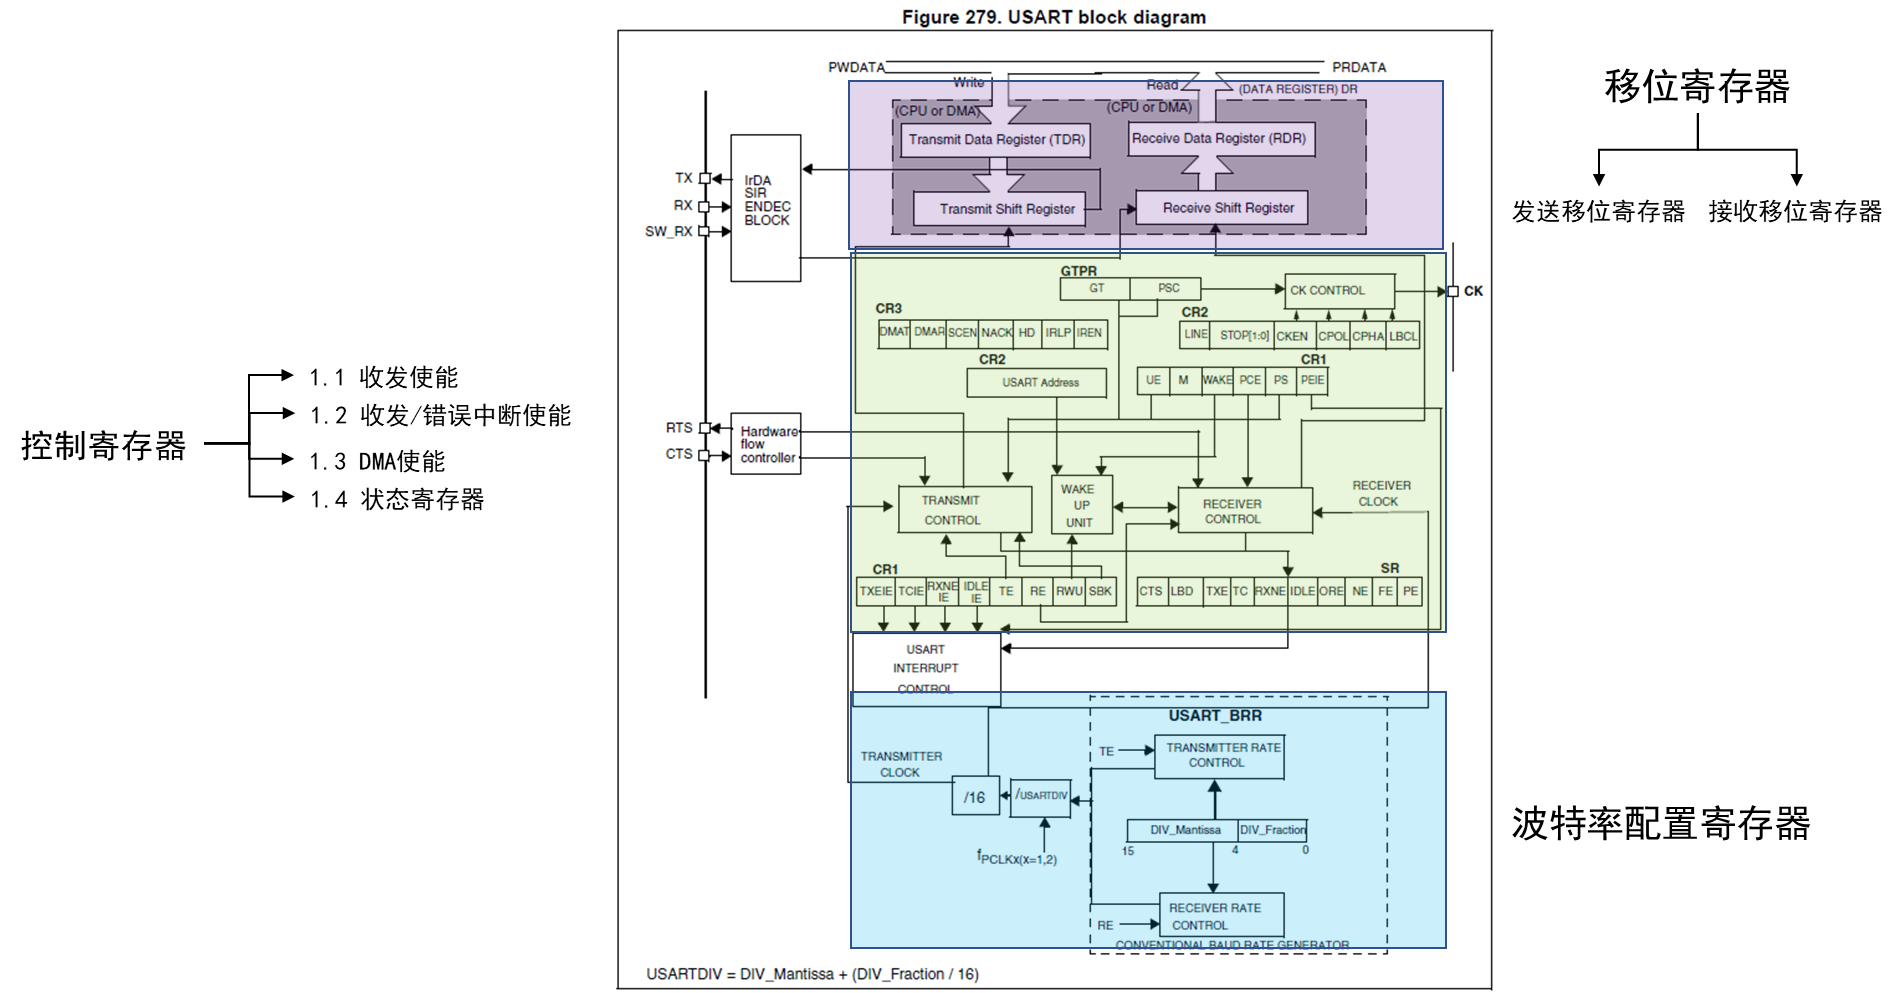 Figure 279. USART block diagram
PWDATA
PRDATA
Write
Read
(DATA REGISTER) DR
(CPU or DMA)
(CPU or DMA)
Transmit Data Register (TDR)
Receive Data Register (RDR)
Transmit Shift Register
Receive Shift Register
TX
RX
SW_RX
IrDA
SIR
ENDEC
BLOCK
移位寄存器
发送移位寄存器
接收移位寄存器
GTPR
GT
PSC
CK CONTROL
CK
CR3
DMAT
DMAR
SCEN
NACK
HD
IRLP
IREN
CR2
LINE
STOP[1:0]
CKEN
CPOL
CPHA
LBCL
CR2
USART Address
CR1
UE
M
WAKE
PCE
PS
PEIE
控制寄存器
1.1 收发使能
1.2 收发/错误中断使能
1.3 DMA使能
1.4 状态寄存器
RTS
CTS
Hardware
flow
controller
TRANSMIT
CONTROL
WAKE
UP
UNIT
RECEIVER
CONTROL
RECEIVER
CLOCK
CR1
TXEIE
TCIE
RXNE
IE
IDLE
IE
TE
RE
RWU
SBK
SR
CTS
LBD
TXE
TC
RXNE
IDLE
ORE
NE
FE
PE
USART
INTERRUPT
CONTROL
USART_BRR
TRANSMITTER
CLOCK
TE
TRANSMITTER RATE
CONTROL
/16
/USARTDIV
fPCLKx(x=1,2)
DIV_Mantissa
DIV_Fraction
15
4
0
RE
RECEIVER RATE
CONTROL
CONVENTIONAL BAUD RATE GENERATOR
波特率配置寄存器
USARTDIV = DIV_Mantissa + (DIV_Fraction / 16)